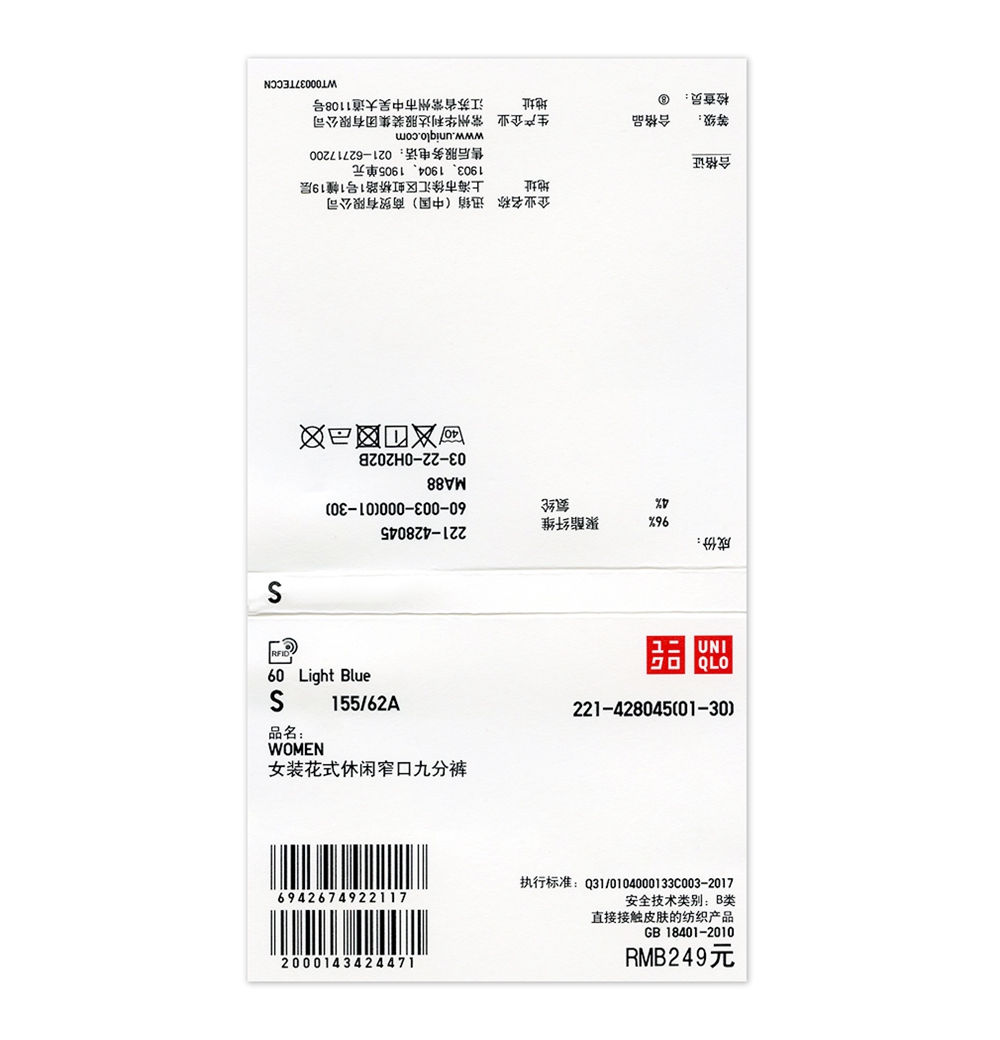 WT00037TECCN
检查员： ⑧
等级： 合格品
合格证
生产企业 常州华利达服装集团有限公司
地址 江苏省常州市中吴大道1108号
企业名称 迅销（中国）商贸有限公司
地址 上海市徐汇区虹桥路1号1幢19层
1903、1904、1905单元
售后服务电话：021-62717200
www.uniqlo.com
成份：
96% 聚酯纤维
4% 氨纶
221-428045
60-003-000(01-30)
MA88
03-22-0H202B
40
S
RFID
ユニクロ
UNIQLO
60 Light Blue
S 155/62A
221-428045(01-30)
品名：
WOMEN
女装花式休闲窄口九分裤
6942674922117
2000143424471
执行标准：Q31/0104000133C003-2017
安全技术类别：B类
直接接触皮肤的纺织产品
GB 18401-2010
RMB249元